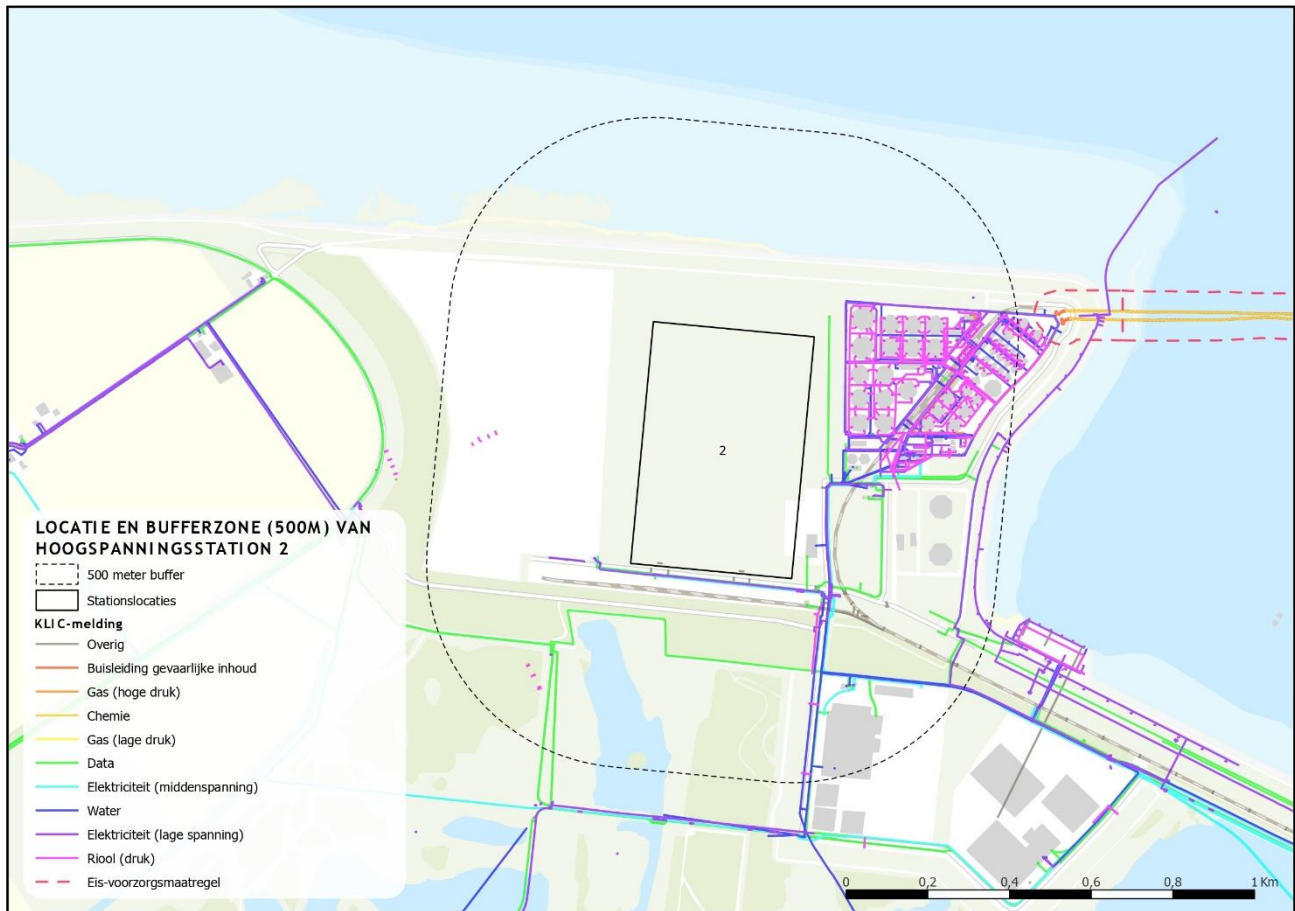 2
LOCATIE EN BUFFERZONE (500M) VAN
HOOGSPANNINGSSTATION 2
500 meter buffer
Stationslocaties
KLIC-melding
Overig
Buisleiding gevaarlijke inhoud
Gas (hoge druk)
Chemie
Gas (lage druk)
Data
Elektriciteit (middenspanning)
Water
Elektriciteit (lage spanning)
Riool (druk)
Eis-voorzorgsmaatregel
0 0,2 0,4 0,6 0,8 1 Km